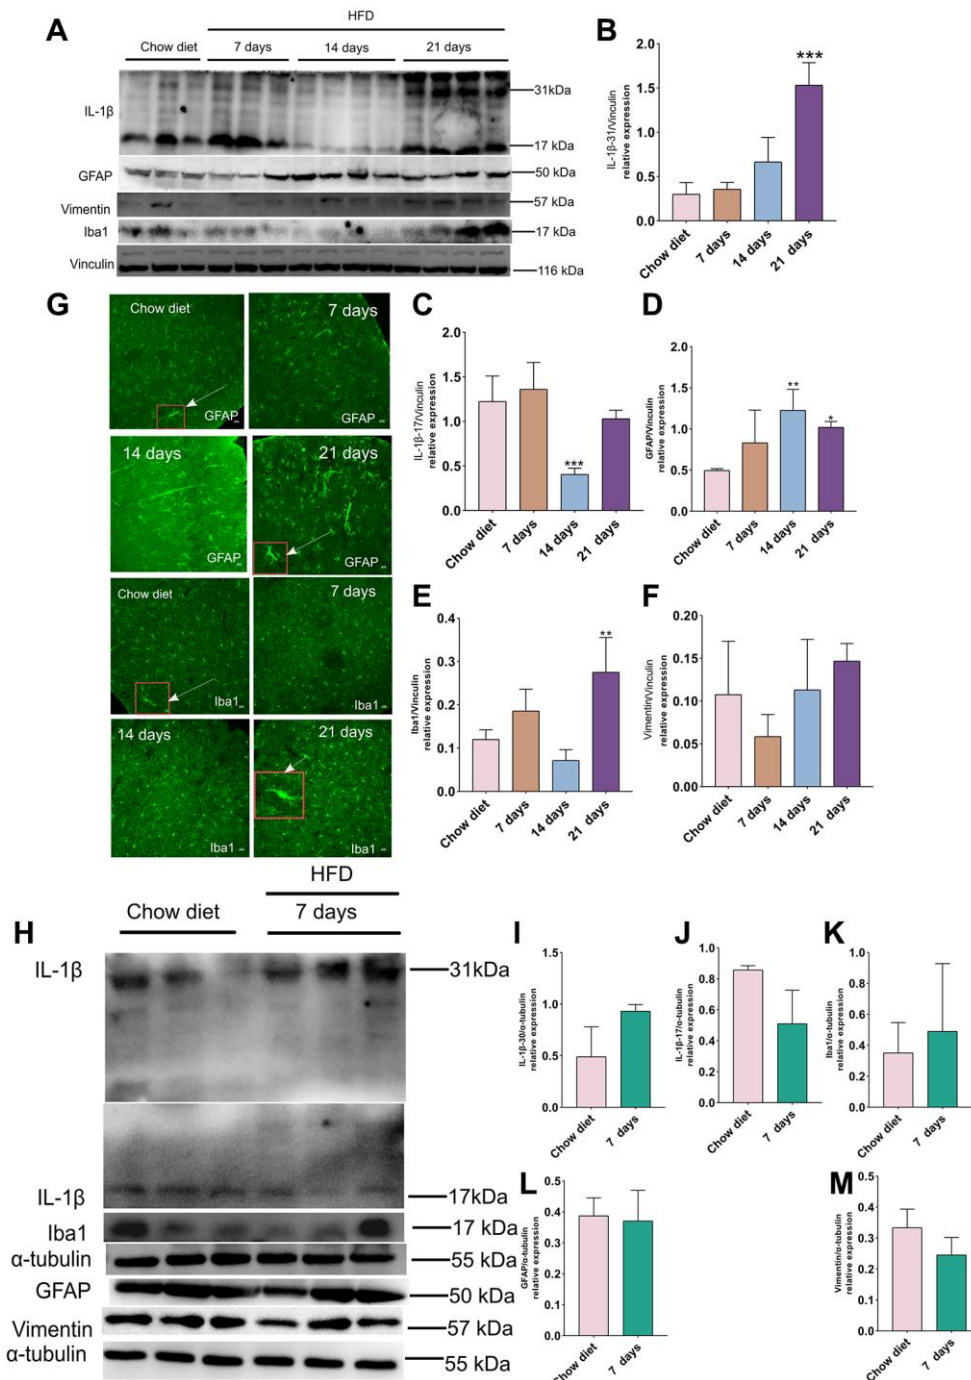 A
HFD
Chow diet 7 days 14 days 21 days
IL-1β
31kDa
17 kDa
GFAP
50 kDa
Vimentin
57 kDa
Iba1
17 kDa
Vinculin
116 kDa
B
IL-1β-31/Vinculin
relative expression
2.0
1.5
1.0
0.5
0.0
***
Chow diet
7 days
14 days
21 days
G
Chow diet
GFAP
7 days
GFAP
14 days
GFAP
21 days
GFAP
Chow diet
Iba1
7 days
Iba1
14 days
Iba1
21 days
Iba1
C
IL-1β-17/Vinculin
relative expression
2.0
1.5
1.0
0.5
0.0
***
Chow diet
7 days
14 days
21 days
D
GFAP/Vinculin
relative expression
2.0
1.5
1.0
0.5
0.0
**
*
Chow diet
7 days
14 days
21 days
E
Iba1/Vinculin
relative expression
0.4
0.3
0.2
0.1
0.0
**
Chow diet
7 days
14 days
21 days
F
Vimentin/Vinculin
relative expression
0.20
0.15
0.10
0.05
0.00
Chow diet
7 days
14 days
21 days
H
HFD
Chow diet 7 days
IL-1β
31kDa
IL-1β
17kDa
Iba1
17 kDa
α-tubulin
55 kDa
GFAP
50 kDa
Vimentin
57 kDa
α-tubulin
55 kDa
I
IL-1β-30/α-tubulin
relative expression
1.5
1.0
0.5
0.0
Chow diet
7 days
J
IL-1β-17/α-tubulin
relative expression
1.0
0.8
0.6
0.4
0.2
0.0
Chow diet
7 days
K
Iba1/α-tubulin
relative expression
1.0
0.8
0.6
0.4
0.2
0.0
Chow diet
7 days
L
GFAP/α-tubulin
relative expression
0.5
0.4
0.3
0.2
0.1
0.0
Chow diet
7 days
M
Vimentin/α-tubulin
relative expression
0.5
0.4
0.3
0.2
0.1
0.0
Chow diet
7 days